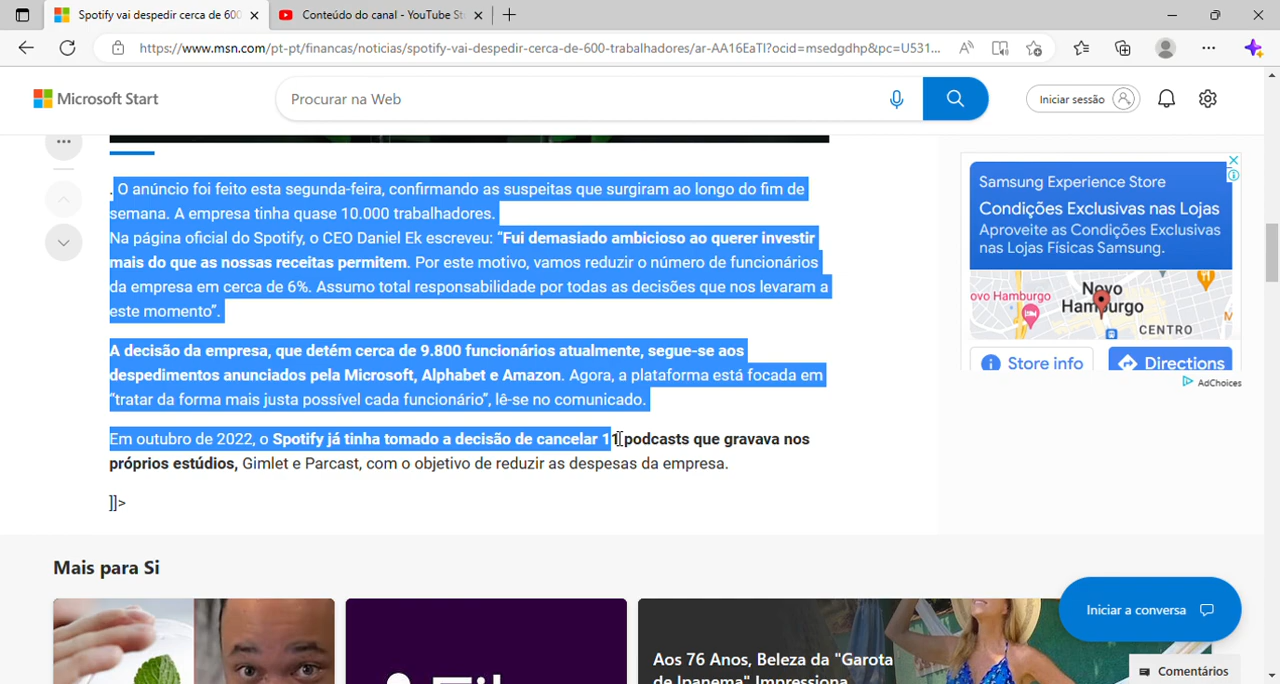 Spotify vai despedir cerca de 600
Conteúdo do canal - YouTube St
https://www.msn.com/pt-pt/financas/noticias/spotify-vai-despedir-cerca-de-600-trabalhadores/ar-AA16EaTI?ocid=msedgdhp&pc=U531...
Microsoft Start
Procurar na Web
Iniciar sessão
. O anúncio foi feito esta segunda-feira, confirmando as suspeitas que surgiram ao longo do fim de
semana. A empresa tinha quase 10.000 trabalhadores.
Na página oficial do Spotify, o CEO Daniel Ek escreveu: “Fui demasiado ambicioso ao querer investir
mais do que as nossas receitas permitem. Por este motivo, vamos reduzir o número de funcionários
da empresa em cerca de 6%. Assumo total responsabilidade por todas as decisões que nos levaram a
este momento”.
A decisão da empresa, que detém cerca de 9.800 funcionários atualmente, segue-se aos
despedimentos anunciados pela Microsoft, Alphabet e Amazon. Agora, a plataforma está focada em
“tratar da forma mais justa possível cada funcionário”, lê-se no comunicado.
Em outubro de 2022, o Spotify já tinha tomado a decisão de cancelar 11 podcasts que gravava nos
próprios estúdios, Gimlet e Parcast, com o objetivo de reduzir as despesas da empresa.
]]>
Samsung Experience Store
Condições Exclusivas nas Lojas
Aproveite as Condições Exclusivas
nas Lojas Físicas Samsung.
ovo Hamburgo
Novo
Hamburgo
CENTRO
Store info
Directions
AdChoices
Mais para Si
Aos 76 Anos, Beleza da "Garota
de Ipanema" Impressiona
Iniciar a conversa
Comentários